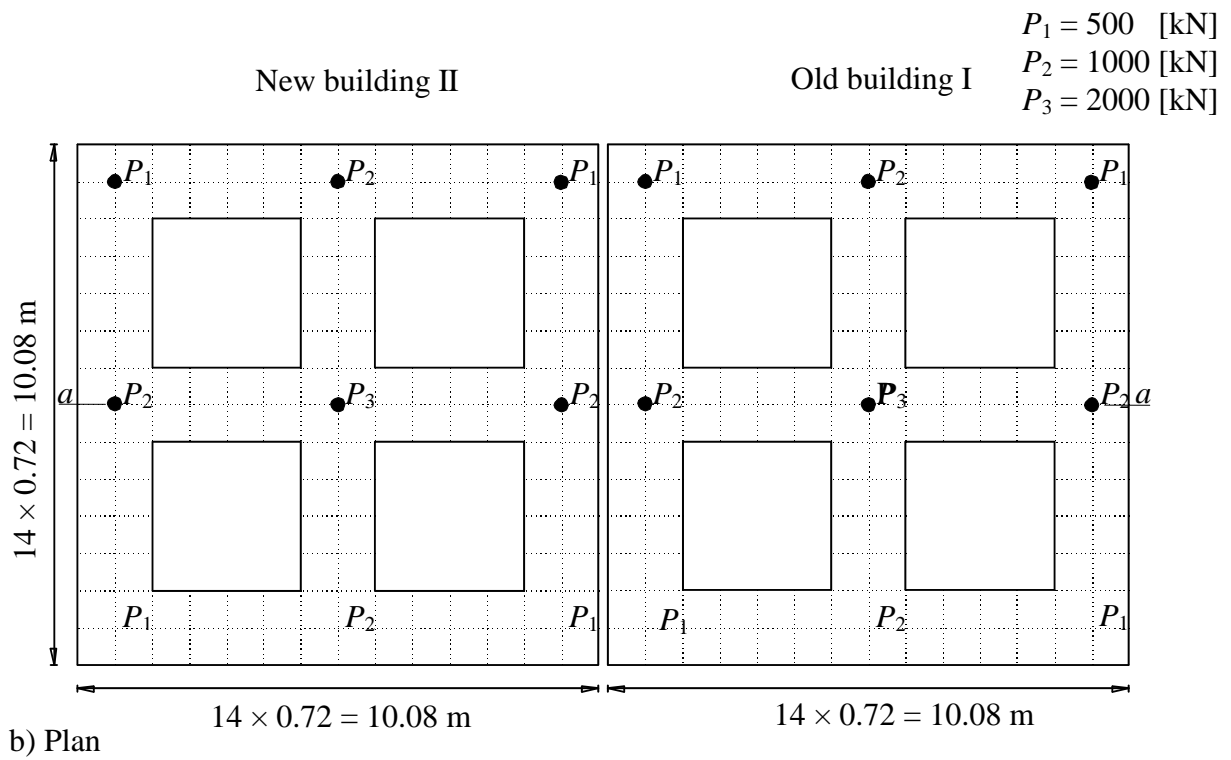 P1 = 500 [kN]
P2 = 1000 [kN]
P3 = 2000 [kN]
New building II
Old building I
P1 P2 P1 P1 P2 P1
a P2 P3 P2 P2 P3 P2 a
14 × 0.72 = 10.08 m
P1 P2 P1 P1 P2 P1
14 × 0.72 = 10.08 m
14 × 0.72 = 10.08 m
b) Plan